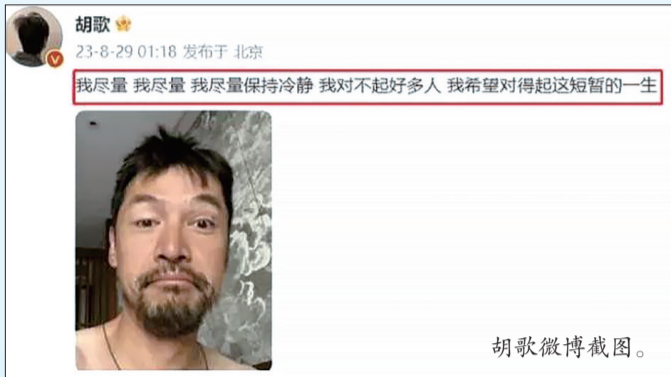 胡歌
23-8-29 01:18 发布于 北京
我尽量 我尽量 我尽量保持冷静 我对不起好多人 我希望对得起这短暂的一生
胡歌微博截图。